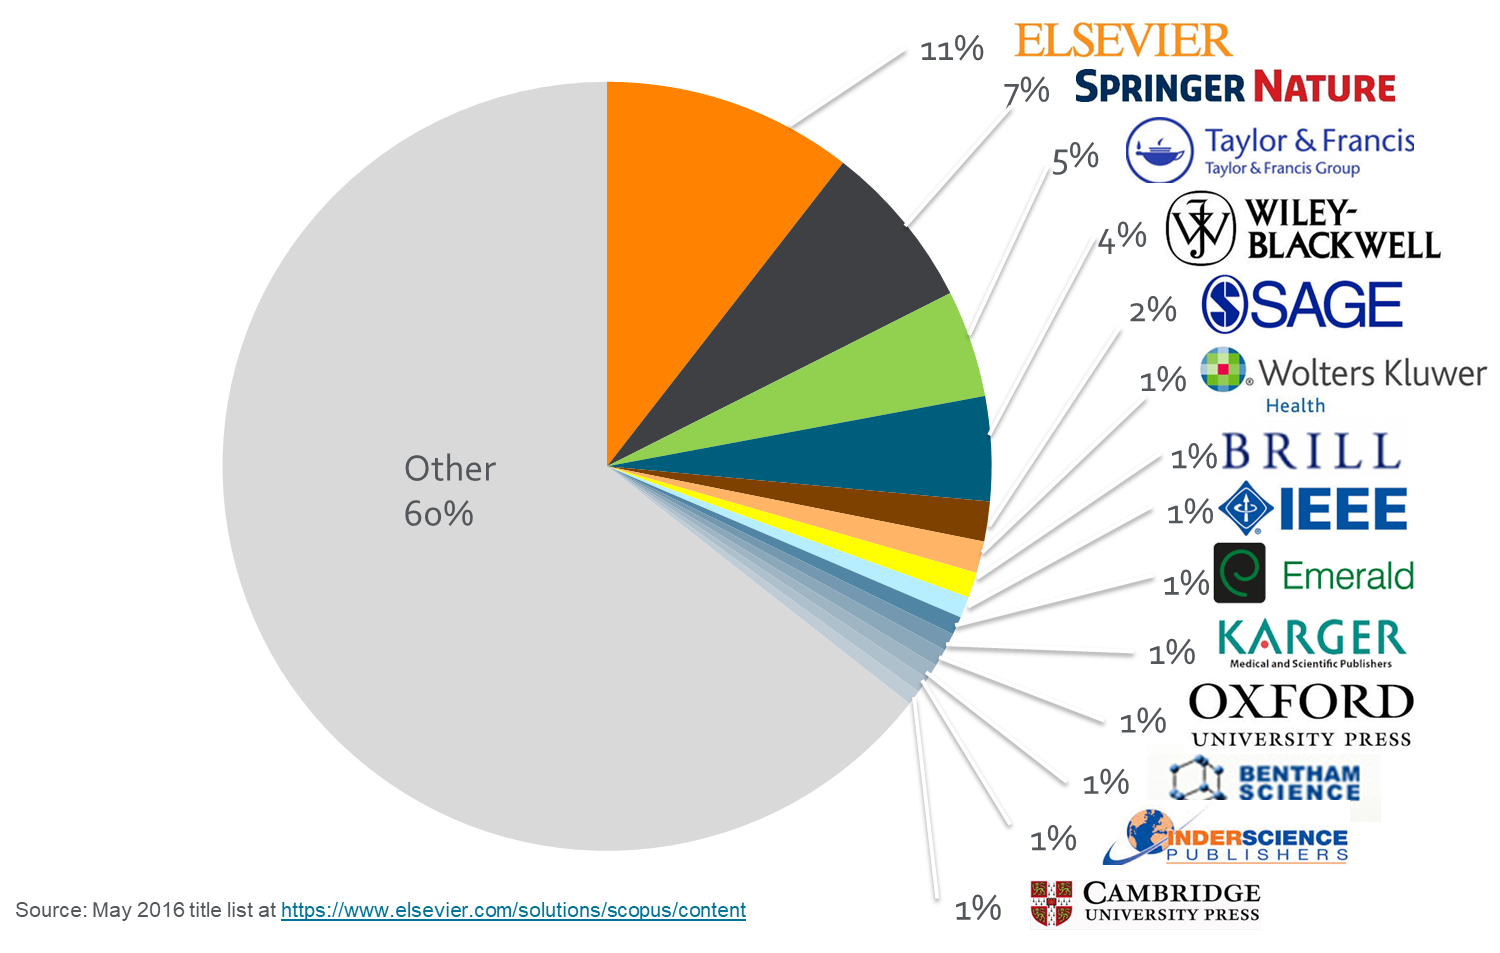 11% ELSEVIER
7% SPRINGER NATURE
5% Taylor & Francis
Taylor & Francis Group
4% WILEY-
BLACKWELL
2% SAGE
1% Wolters Kluwer
Health
1% BRILL
1% IEEE
1% Emerald
1% KARGER
Medical and Scientific Publishers
1% OXFORD
UNIVERSITY PRESS
1% BENTHAM
SCIENCE
1% INDERSCIENCE
PUBLISHERS
1% CAMBRIDGE
UNIVERSITY PRESS
Other
60%
Source: May 2016 title list at https://www.elsevier.com/solutions/scopus/content